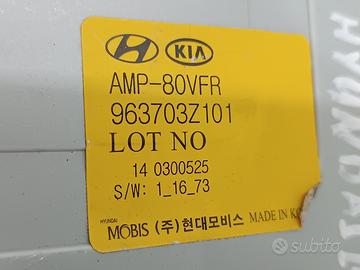 KIA
AMP-80VFR
963703Z101
LOT NO
14 0300525
S/W: 1_16_73
HYUNDAI
MOBIS (주)현대모비스 MADE IN K
subito